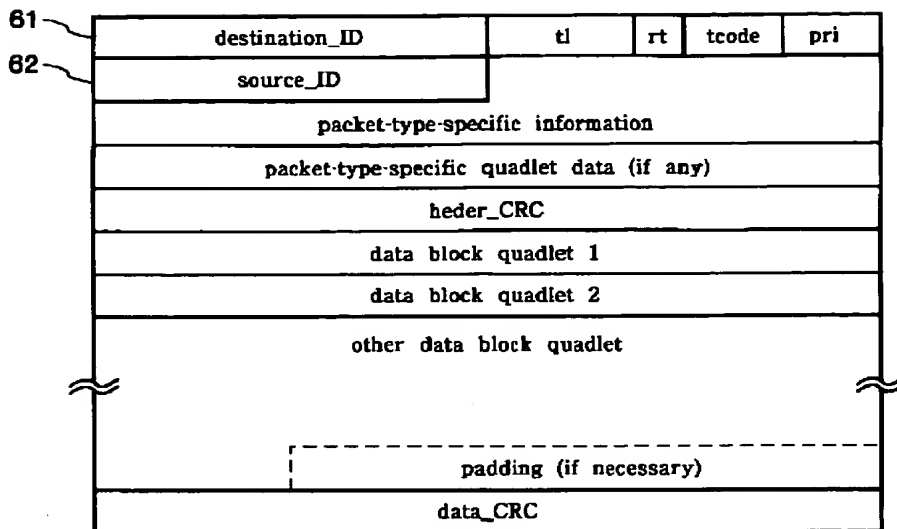 61 destination_ID tl rt tcode pri
62 source_ID
packet-type-specific information
packet-type-specific quadlet data (if any)
heder_CRC
data block quadlet 1
data block quadlet 2
other data block quadlet
padding (if necessary)
data_CRC